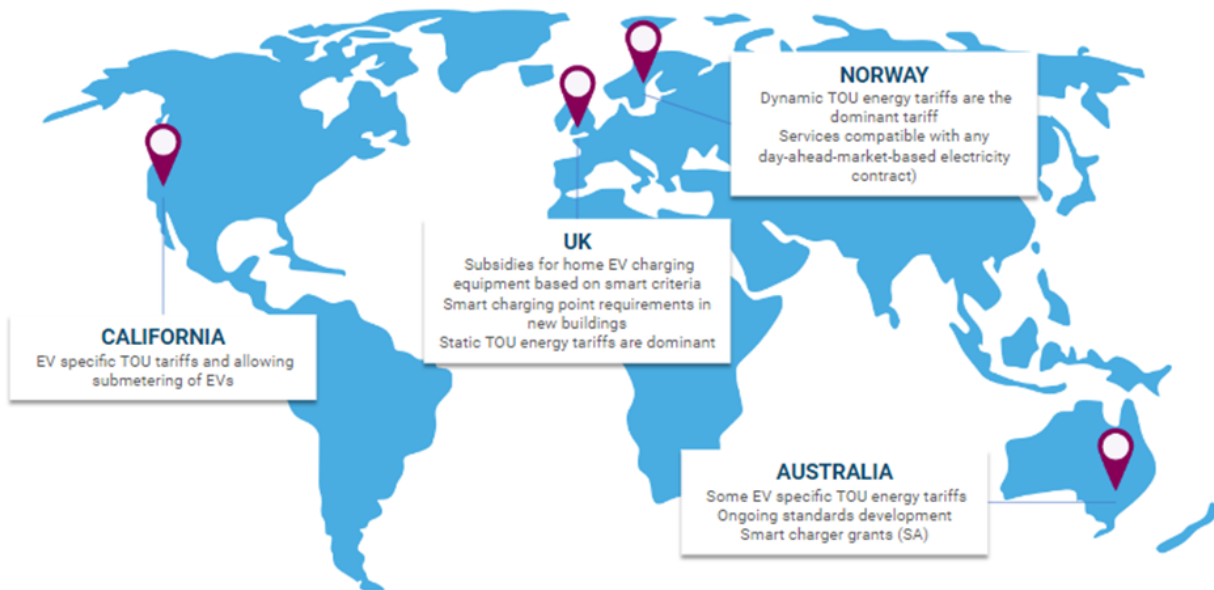 NORWAY
Dynamic TOU energy tariffs are the
dominant tariff
Services compatible with any
day-ahead-market-based electricity
contract)
UK
Subsidies for home EV charging
equipment based on smart criteria
Smart charging point requirements in
new buildings
Static TOU energy tariffs are dominant
CALIFORNIA
EV specific TOU tariffs and allowing
submetering of EVs
AUSTRALIA
Some EV specific TOU energy tariffs
Ongoing standards development
Smart charger grants (SA)